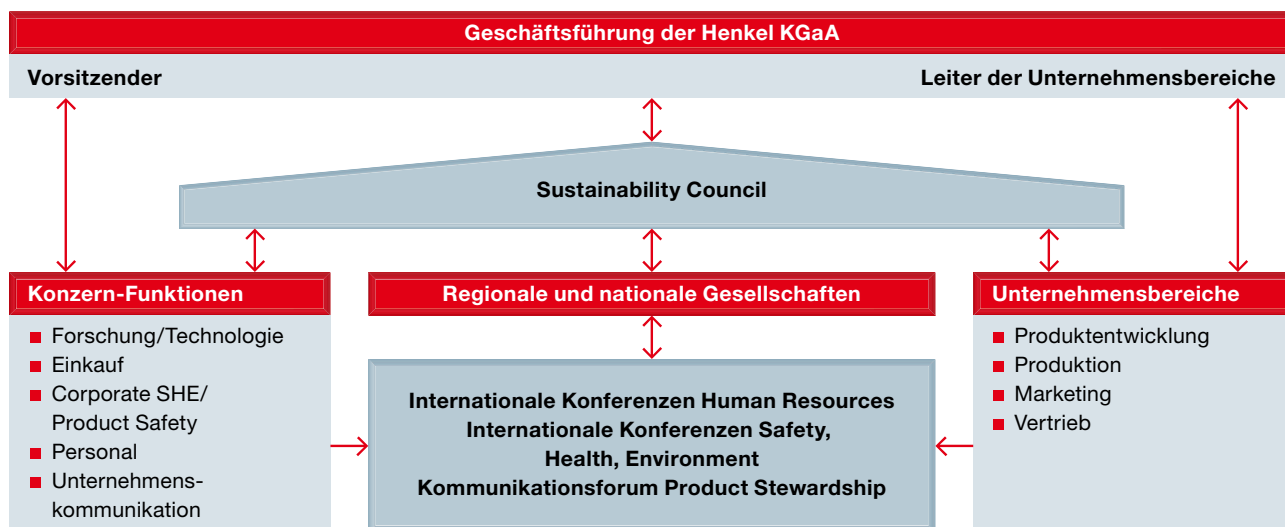 Geschäftsführung der Henkel KGaA
Vorsitzender
Leiter der Unternehmensbereiche
Sustainability Council
Konzern-Funktionen
Forschung/Technologie
Einkauf
Corporate SHE/
Product Safety
Personal
Unternehmens-
kommunikation
Regionale und nationale Gesellschaften
Internationale Konferenzen Human Resources
Internationale Konferenzen Safety,
Health, Environment
Kommunikationsforum Product Stewardship
Unternehmensbereiche
Produktentwicklung
Produktion
Marketing
Vertrieb